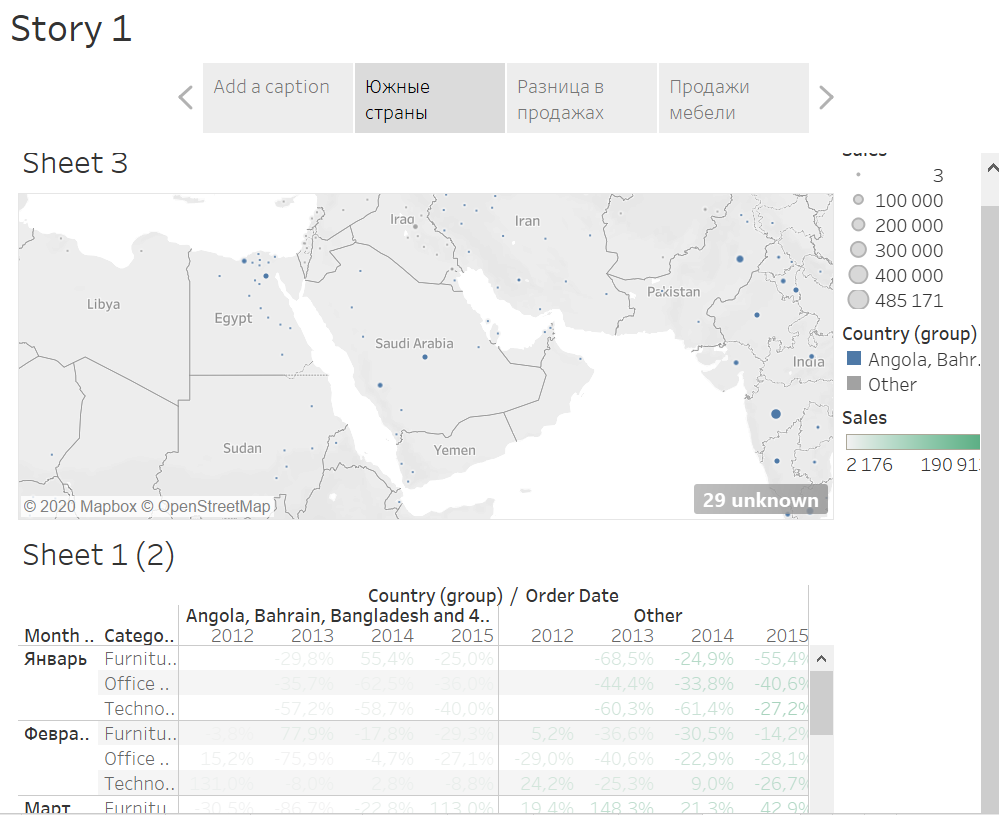 Story 1
Add a caption
Южные
страны
Разница в
продажах
Продажи
мебели
Sheet 3
Sales
3
100 000
200 000
300 000
400 000
485 171
Country (group)
Angola, Bahr.
Other
Sales
2 176 190 91
Iraq
Iran
Libya
Egypt
Pakistan
Saudi Arabia
India
Sudan
Yemen
© 2020 Mapbox © OpenStreetMap
29 unknown
Sheet 1 (2)
Country (group) / Order Date
Angola, Bahrain, Bangladesh and 4.. Other
Month .. Catego.. 2012 2013 2014 2015 2012 2013 2014 2015
Январь Furnitu.. -29,8% 55,4% -25,0% -68,5% -24,9% -55,4%
Office .. -35,7% -62,5% -36,0% -44,4% -33,8% -40,6%
Techno.. -57,2% -58,7% -40,0% -60,3% -61,4% -27,2%
Февра.. Furnitu.. 77,9% -17,8% -29,3% 5,2% -36,6% -30,5% -14,2%
Office .. 15,2% -75,9% -4,7% -27,1% -29,0% -40,6% -22,9% -28,1%
Techno.. 131,0% -8,0% 2,8% -8,8% 24,2% -25,3% 9,0% -26,7%
Март Furnitu.. -30,5% -86,7% -22,8% 113,0% 19,4% 148,3% 21,3% 42,9%